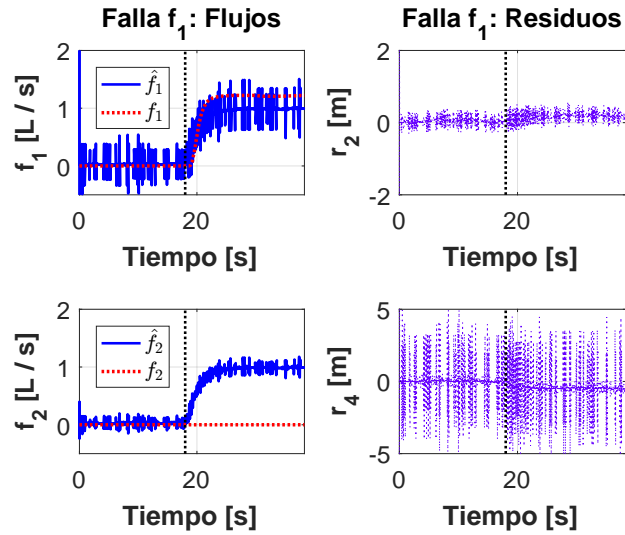 Falla f₁: Flujos
f₁ [L / s]
2
1
0
f̂₁
f₁
0
20
Tiempo [s]
Falla f₁: Residuos
r₂ [m]
2
0
-2
0
20
Tiempo [s]
f₂ [L / s]
2
1
0
f̂₂
f₂
0
20
Tiempo [s]
r₄ [m]
5
0
-5
0
20
Tiempo [s]